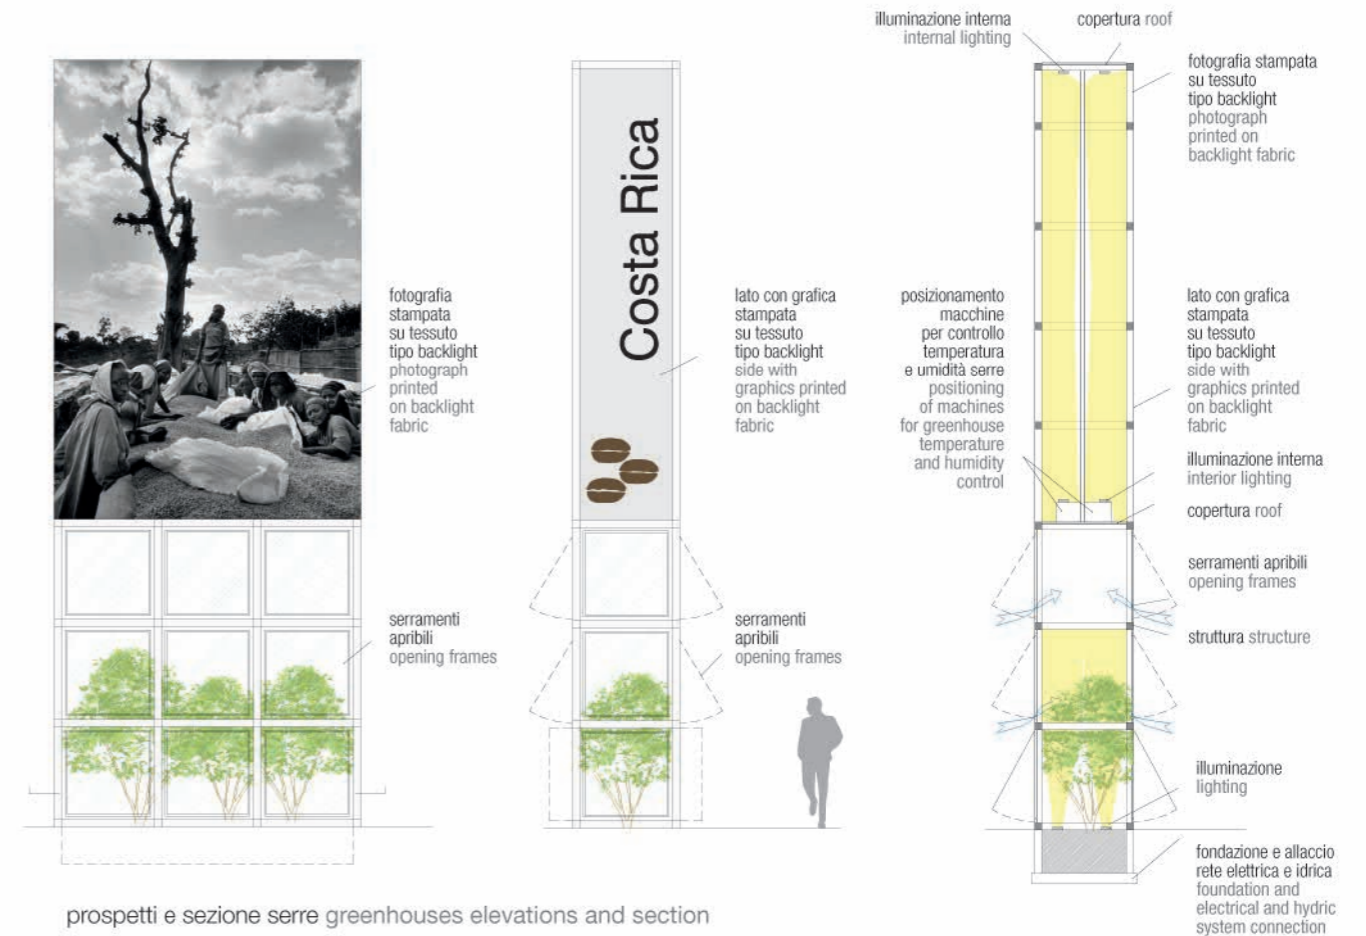 illuminazione interna
internal lighting
copertura roof
fotografia stampata
su tessuto
tipo backlight
photograph
printed on
backlight fabric
Costa Rica
fotografia
stampata
su tessuto
tipo backlight
photograph
printed
on backlight
fabric
lato con grafica
stampata
su tessuto
tipo backlight
side with
graphics printed
on backlight
fabric
posizionamento
macchine
per controllo
temperatura
e umidità serre
positioning
of machines
for greenhouse
temperature
and humidity
control
lato con grafica
stampata
su tessuto
tipo backlight
side with
graphics printed
on backlight
fabric
illuminazione interna
interior lighting
copertura roof
serramenti apribili
opening frames
struttura structure
serramenti
apribili
opening frames
serramenti
apribili
opening frames
illuminazione
lighting
fondazione e allaccio
rete elettrica e idrica
foundation and
electrical and hydric
system connection
prospetti e sezione serre greenhouses elevations and section